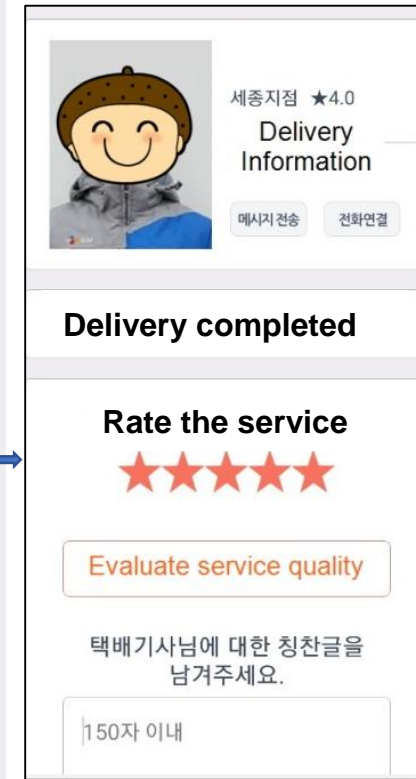 세종지점 ★4.0
Delivery
Information
메시지 전송 전화연결
Delivery completed
Rate the service
★★★★★
Evaluate service quality
택배기사님에 대한 칭찬글을
남겨주세요.
150자 이내